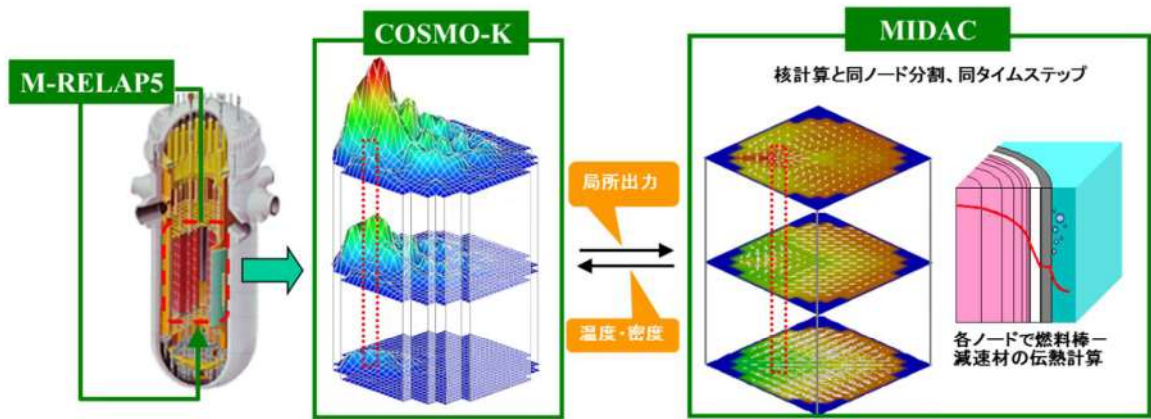 M-RELAP5
COSMO-K
MIDAC
核計算と同ノード分割、同タイムステップ
局所出力
温度・密度
各ノードで燃料棒－
減速材の伝熱計算